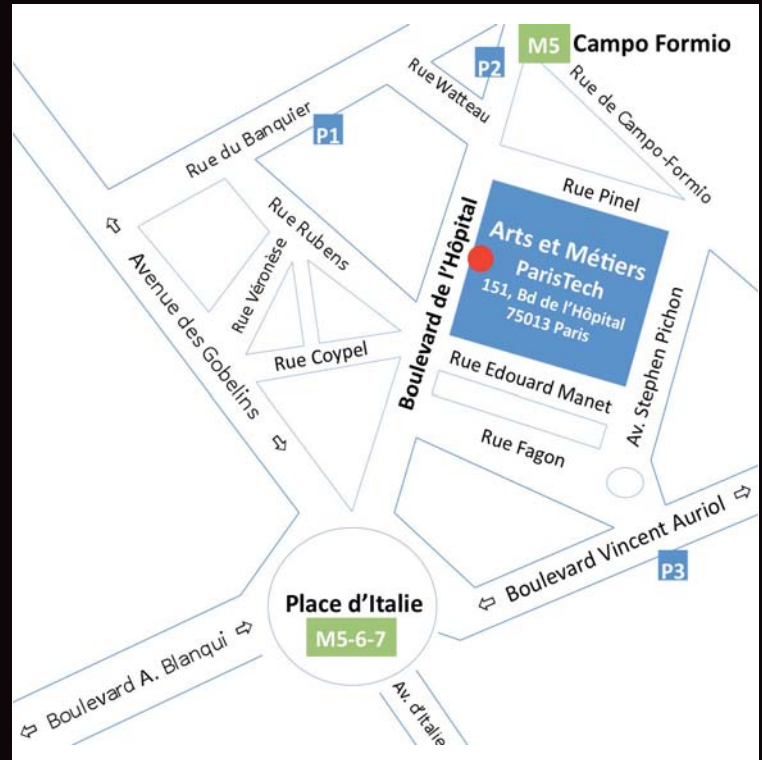 M5 Campo Formio
P2
Rue Watteau
Rue de Campo-Formio
P1
Rue du Banquier
Rue Pinel
Rue Rubens
Rue Véronèse
Boulevard de l'Hôpital
Arts et Métiers
ParisTech
151, Bd de l'Hôpital
75013 Paris
Avenue des Gobelins
Rue Coypel
Rue Edouard Manet
Av. Stephen Pichon
Rue Fagon
Boulevard Vincent Auriol
P3
Place d'Italie
M5-6-7
Boulevard A. Blanqui
Av. d'Italie